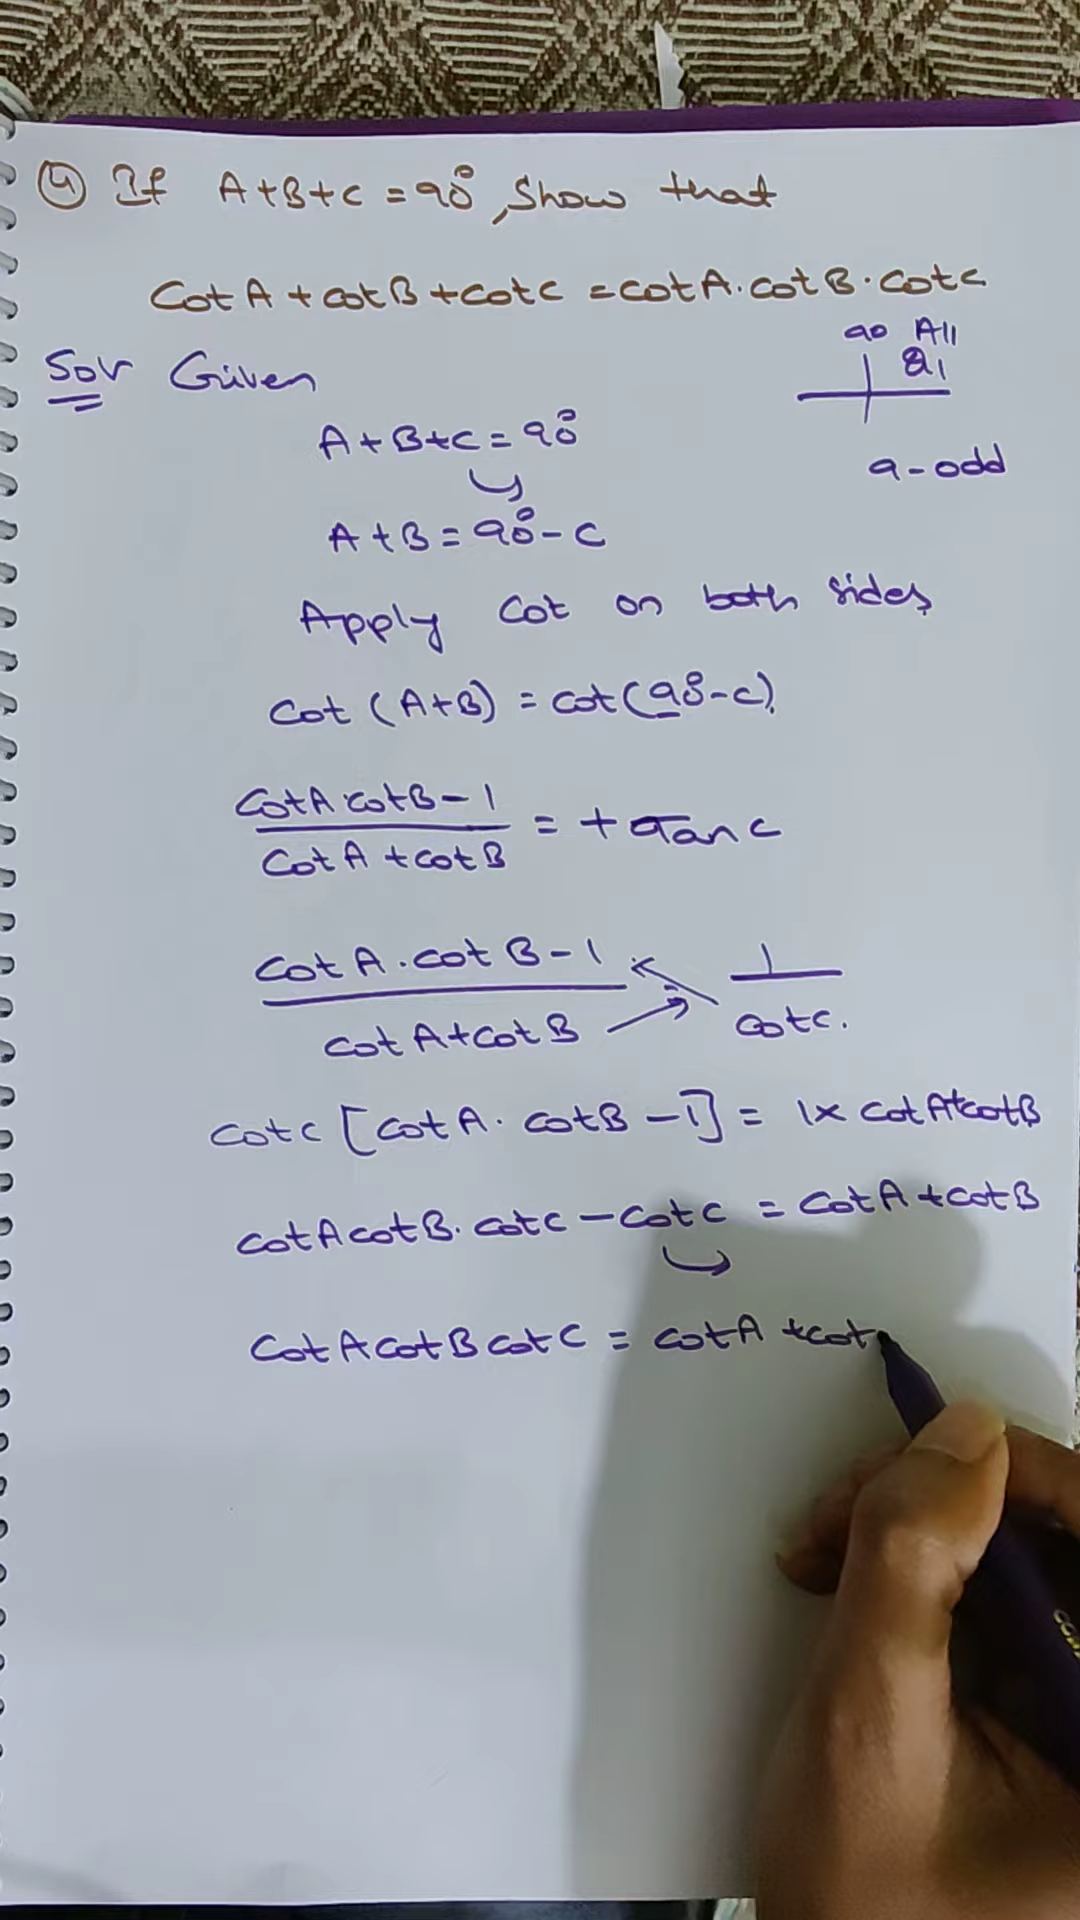 ④ If A+B+C = 90°, Show that
Cot A + cot B + cot C = cot A . cot B . cot C
90 All
Q1
Sol Given
A+B+C = 90°
9 - odd
A+B = 90° - C
Apply Cot on both sides
Cot (A+B) = cot (90° - C).
CotA.cotB - 1 / CotA + cotB = + Tan C
cot A . cot B - 1 / cot A + cot B 1 / cot C.
cot C [cot A . cot B - 1] = 1 x cot A + cot B
cot A cot B . cot C - cot C = cot A + cot B
cot A cot B cot C = cot A + cot